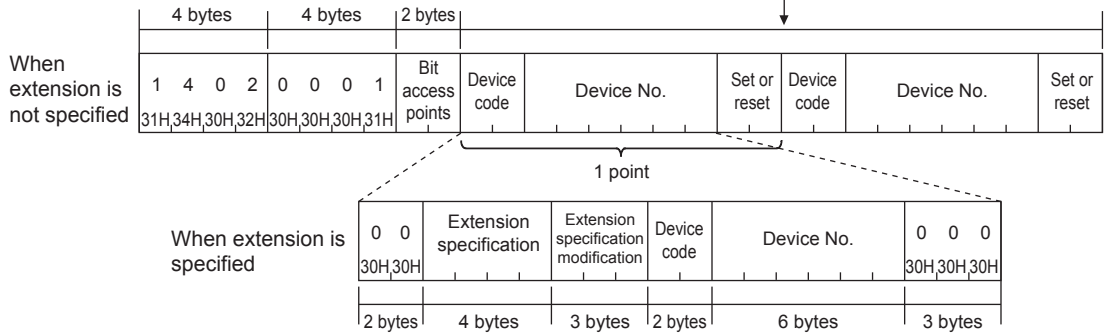 4 bytes 4 bytes 2 bytes
When
extension is
not specified
1 4 0 2 0 0 0 1
31H 34H 30H 32H 30H 30H 30H 31H
Bit
access
points
Device
code
Device No.
Set or
reset
Device
code
Device No.
Set or
reset
1 point
When extension is
specified
0 0
30H 30H
Extension
specification
Extension
specification
modification
Device
code
Device No.
0 0 0
30H 30H 30H
2 bytes 4 bytes 3 bytes 2 bytes 6 bytes 3 bytes